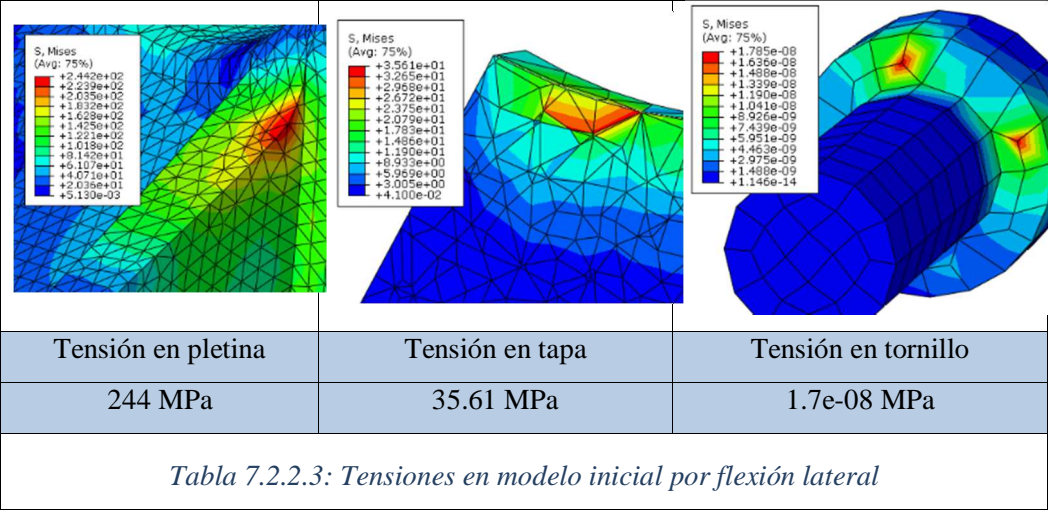 S, Mises
(Avg: 75%)
+2.442e+02
+2.239e+02
+2.035e+02
+1.832e+02
+1.628e+02
+1.425e+02
+1.221e+02
+1.018e+02
+8.142e+01
+6.107e+01
+4.071e+01
+2.036e+01
+5.130e-03
S, Mises
(Avg: 75%)
+3.561e+01
+3.265e+01
+2.968e+01
+2.672e+01
+2.375e+01
+2.079e+01
+1.783e+01
+1.486e+01
+1.190e+01
+8.933e+00
+5.969e+00
+3.005e+00
+4.100e-02
S, Mises
(Avg: 75%)
+1.785e-08
+1.636e-08
+1.488e-08
+1.339e-08
+1.190e-08
+1.041e-08
+8.926e-09
+7.439e-09
+5.951e-09
+4.463e-09
+2.975e-09
+1.488e-09
+1.146e-14
Tensión en pletina Tensión en tapa Tensión en tornillo
244 MPa 35.61 MPa 1.7e-08 MPa
Tabla 7.2.2.3: Tensiones en modelo inicial por flexión lateral